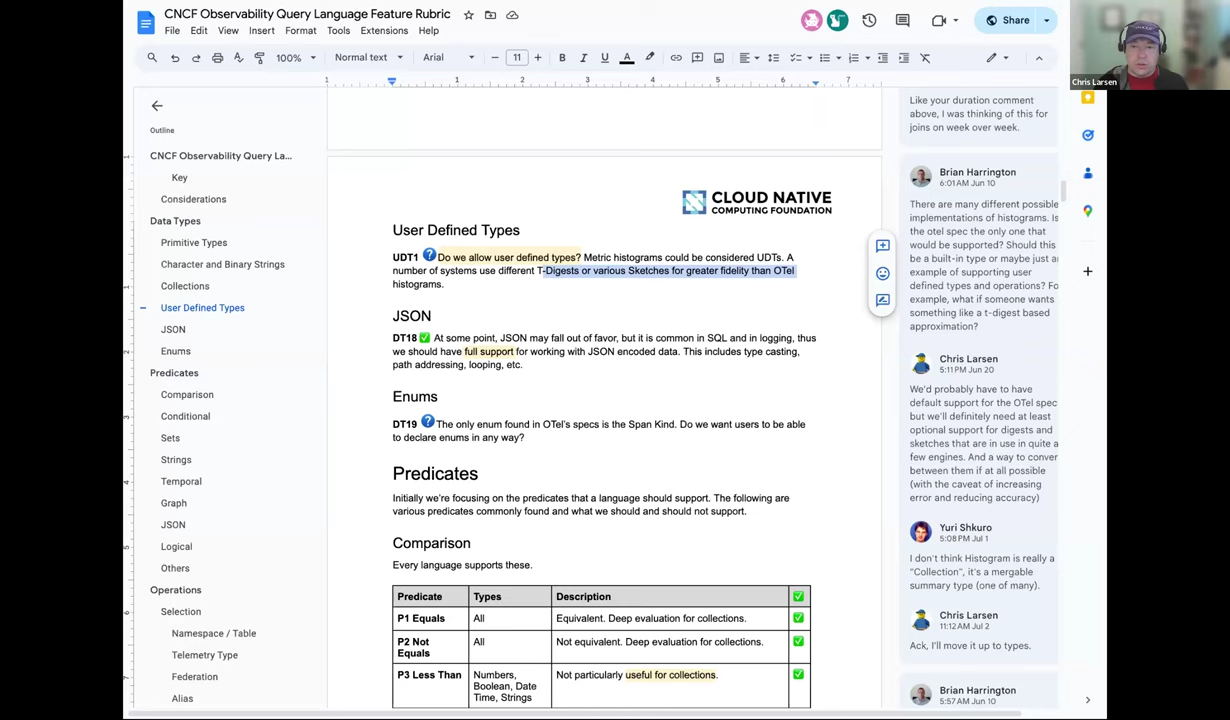 CNCF Observability Query Language Feature Rubric
File Edit View Insert Format Tools Extensions Help
Share
Chris Larsen
100% Normal text Arial 11
1 1 2 3 4 5 6 7
Outline
CNCF Observability Query La...
Key
Considerations
Data Types
Primitive Types
Character and Binary Strings
Collections
User Defined Types
JSON
Enums
Predicates
Comparison
Conditional
Sets
Strings
Temporal
Graph
JSON
Logical
Others
Operations
Selection
Namespace / Table
Telemetry Type
Federation
Alias
CLOUD NATIVE
COMPUTING FOUNDATION
User Defined Types
UDT1 Do we allow user defined types? Metric histograms could be considered UDTs. A
number of systems use different T-Digests or various Sketches for greater fidelity than OTel
histograms.
JSON
DT18 ✅ At some point, JSON may fall out of favor, but it is common in SQL and in logging, thus
we should have full support for working with JSON encoded data. This includes type casting,
path addressing, looping, etc.
Enums
DT19 The only enum found in OTel's specs is the Span Kind. Do we want users to be able
to declare enums in any way?
Predicates
Initially we're focusing on the predicates that a language should support. The following are
various predicates commonly found and what we should and should not support.
Comparison
Every language supports these.
Predicate Types Description ✅
P1 Equals All Equivalent. Deep evaluation for collections. ✅
P2 Not All Not equivalent. Deep evaluation for collections. ✅
Equals
P3 Less Than Numbers, Not particularly useful for collections. ✅
Boolean, Date
Time, Strings
Like your duration comment
above, I was thinking of this for
joins on week over week.
Brian Harrington
6:01 AM Jun 10
There are many different possible
implementations of histograms. Is
the otel spec the only one that
would be supported? Should this
be a built-in type or maybe just an
example of supporting user
defined types and operations? Fo
example, what if someone wants
something like a t-digest based
approximation?
Chris Larsen
5:11 PM Jun 20
We'd probably have to have
default support for the OTel spec
but we'll definitely need at least
optional support for digests and
sketches that are in use in quite a
few engines. And a way to conver
between them if at all possible
(with the caveat of increasing
error and reducing accuracy)
Yuri Shkuro
5:08 PM Jul 1
I don't think Histogram is really a
"Collection", it's a mergable
summary type (one of many).
Chris Larsen
11:12 AM Jul 2
Ack, I'll move it up to types.
Brian Harrington
5:57 AM Jun 10